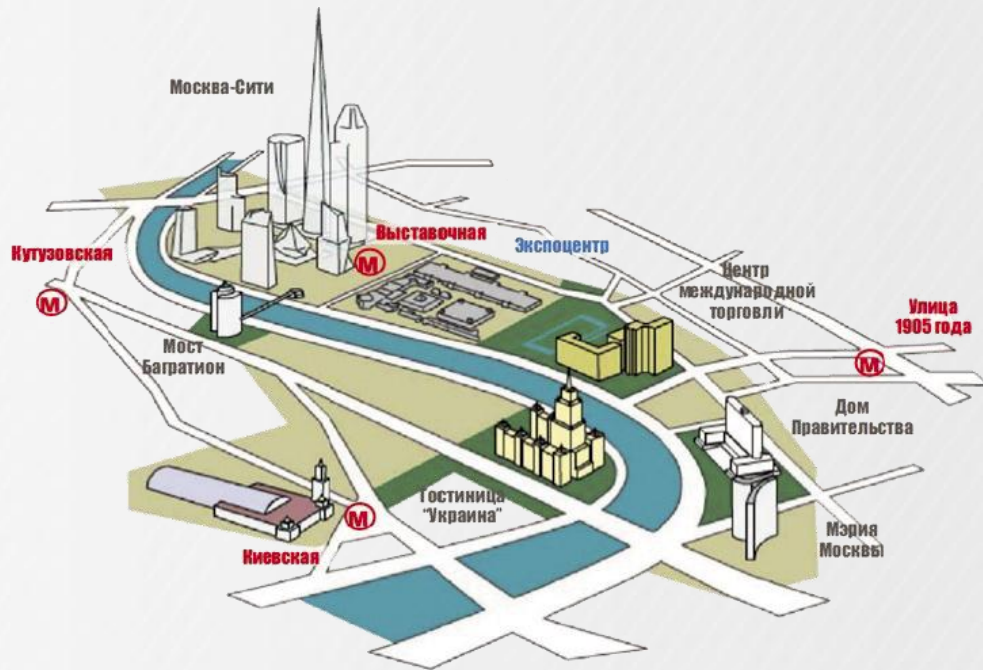 Москва-Сити
Выставочная
Экспоцентр
Кутузовская
М
М
Центр
международной
торговли
Улица
1905 года
М
Мост
Багратион
Дом
Правительства
Гостиница
"Украина"
М
Киевская
Мэрия
Москвы